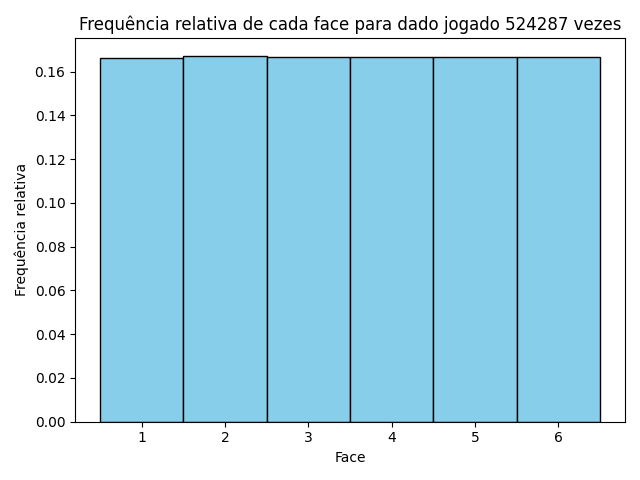 Frequência relativa de cada face para dado jogado 524287 vezes
Frequência relativa
0.16
0.14
0.12
0.10
0.08
0.06
0.04
0.02
0.00
1 2 3 4 5 6
Face